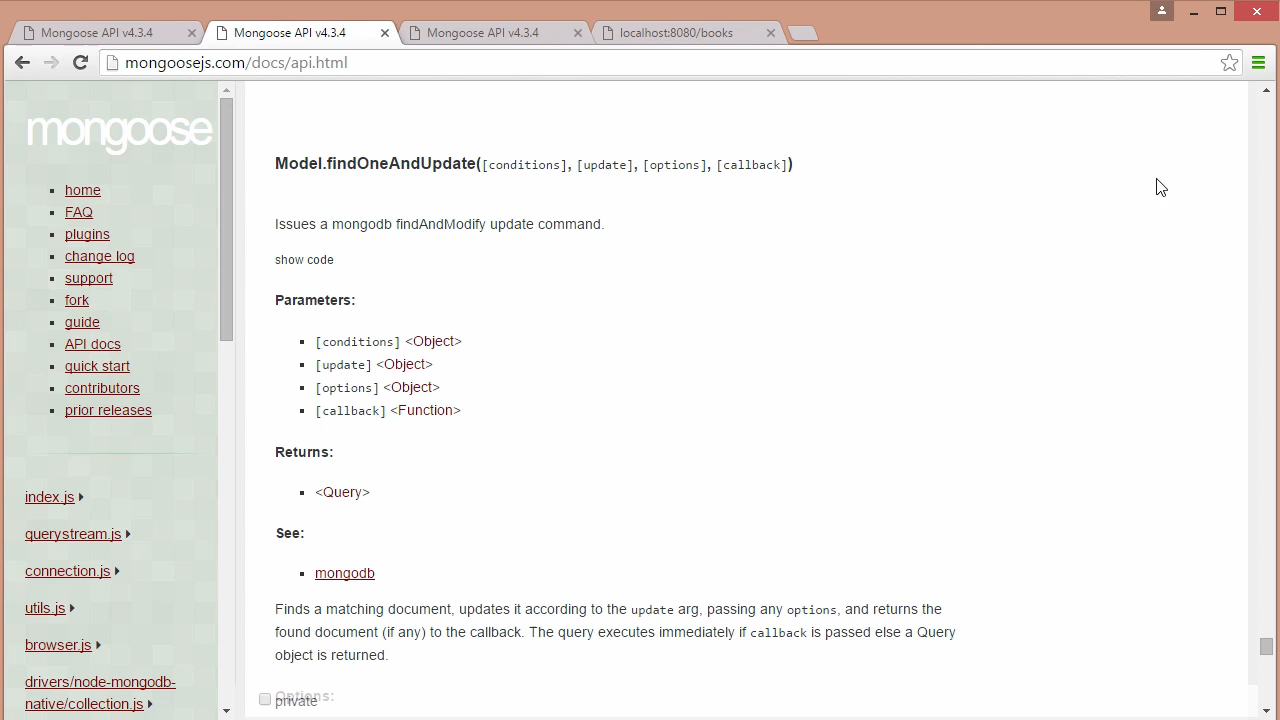 Mongoose API v4.3.4
Mongoose API v4.3.4
Mongoose API v4.3.4
localhost:8080/books
mongoosejs.com/docs/api.html
mongoose
home
FAQ
plugins
change log
support
fork
guide
API docs
quick start
contributors
prior releases
index.js
querystream.js
connection.js
utils.js
browser.js
drivers/node-mongodb-
native/collection.js
Model.findOneAndUpdate([conditions], [update], [options], [callback])
Issues a mongodb findAndModify update command.
show code
Parameters:
[conditions] <Object>
[update] <Object>
[options] <Object>
[callback] <Function>
Returns:
<Query>
See:
mongodb
Finds a matching document, updates it according to the update arg, passing any options, and returns the
found document (if any) to the callback. The query executes immediately if callback is passed else a Query
object is returned.
Options:
private